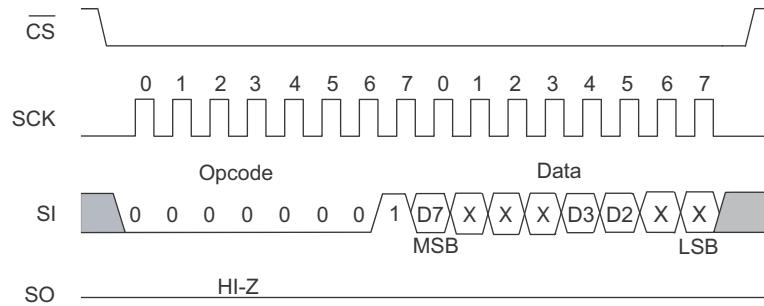 CS
SCK 0 1 2 3 4 5 6 7 0 1 2 3 4 5 6 7
Opcode Data
SI 0 0 0 0 0 0 0 1 D7 X X X D3 D2 X X
MSB LSB
SO HI-Z